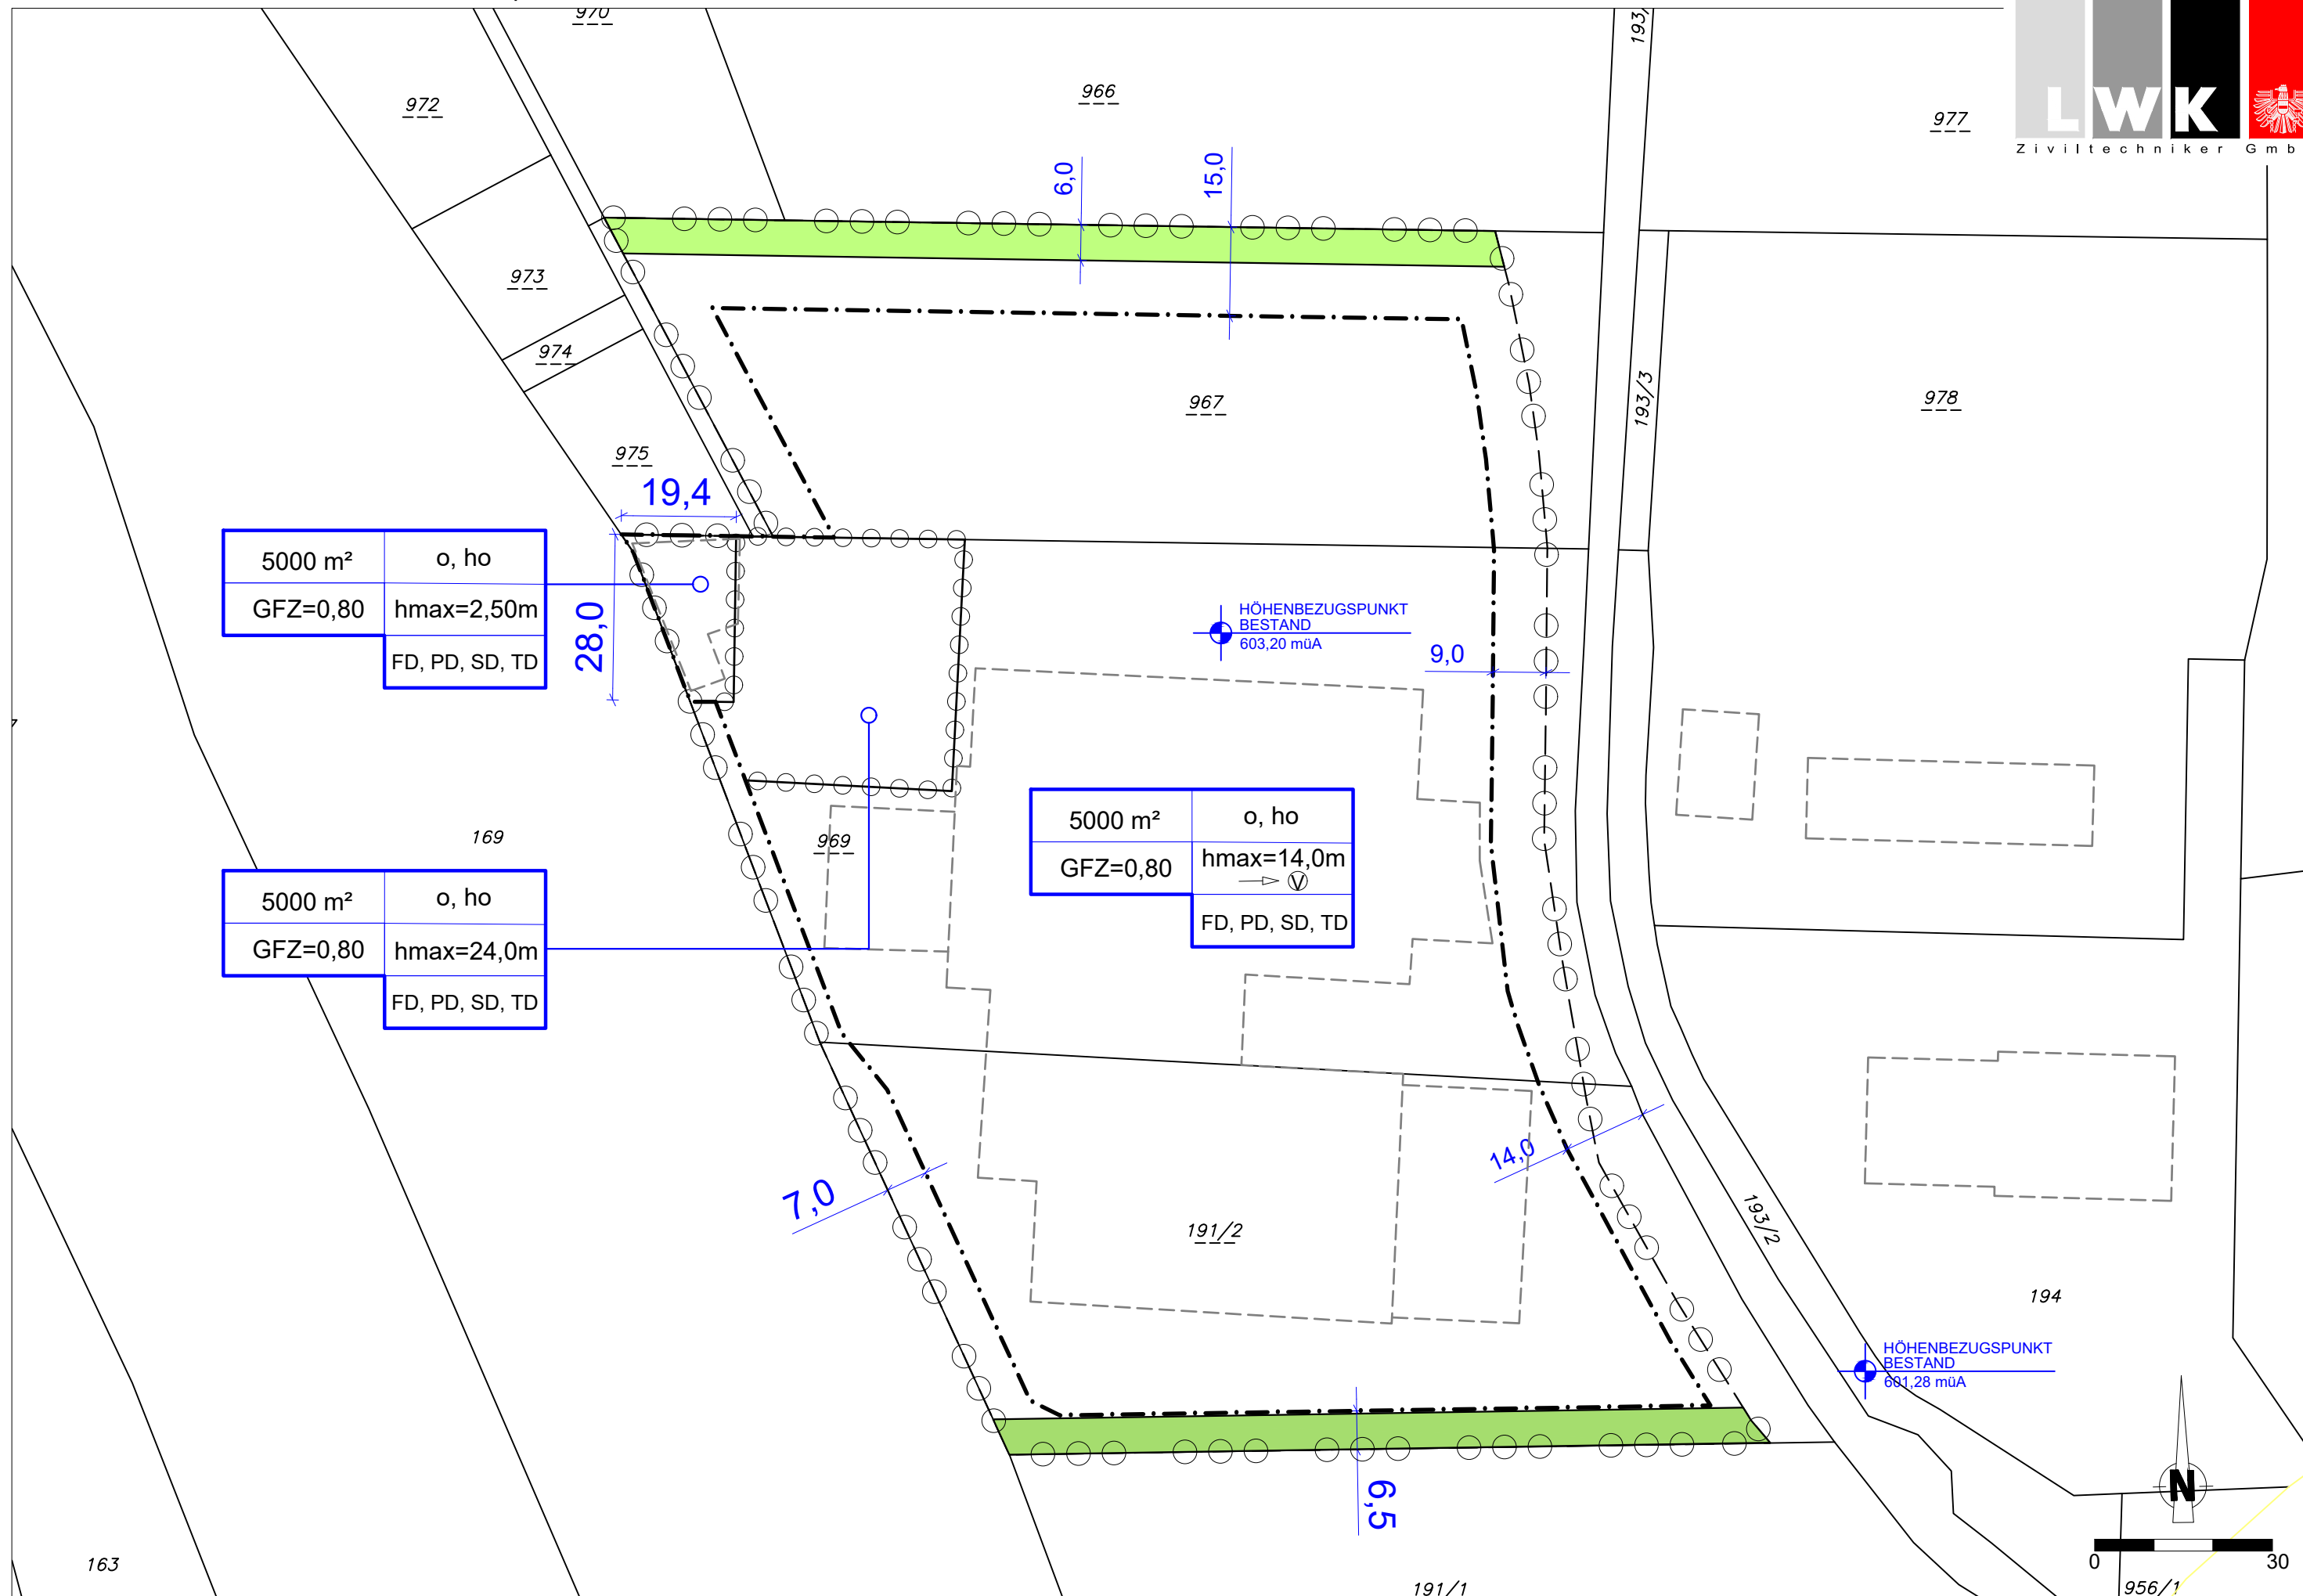 970
193/
972
966
977
LWK
Ziviltechniker Gmb
6,0
15,0
973
974
967
193/3
978
975
19,4
5000 m² o, ho
GFZ=0,80 hmax=2,50m
FD, PD, SD, TD
28,0
HÖHENBEZUGSPUNKT
BESTAND
603,20 müA
9,0
169
969
5000 m² o, ho
GFZ=0,80 hmax=14,0m
V
FD, PD, SD, TD
5000 m² o, ho
GFZ=0,80 hmax=24,0m
FD, PD, SD, TD
14,0
7,0
191/2
193/2
194
HÖHENBEZUGSPUNKT
BESTAND
601,28 müA
6,5
N
0 30
163
191/1
956/1